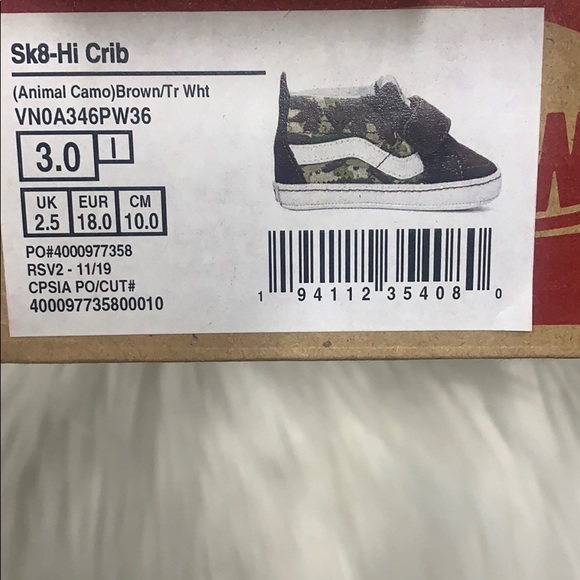 Sk8-Hi Crib
(Animal Camo)Brown/Tr Wht
VN0A346PW36
3.0 I
UK EUR CM
2.5 18.0 10.0
PO#4000977358
RSV2 - 11/19
CPSIA PO/CUT#
400097735800010
1 94112 35408 0